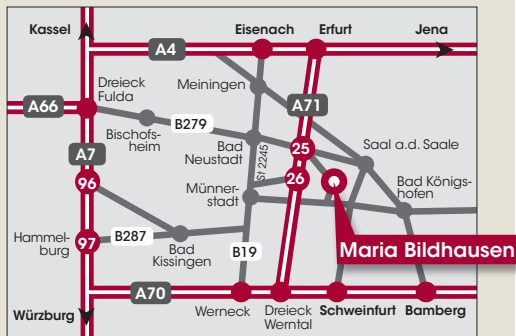 Kassel
Eisenach
Erfurt
Jena
A4
Meiningen
Dreieck
Fulda
A66
A71
B279
Bischofs-
heim
Bad
Neustadt
St 2245
25
Saal a.d. Saale
A7
96
26
Münner-
stadt
Bad Königs-
hofen
Hammel-
burg
97
B287
Bad
Kissingen
B19
Maria Bildhausen
A70
Würzburg
Werneck
Dreieck
Werntal
Schweinfurt
Bamberg